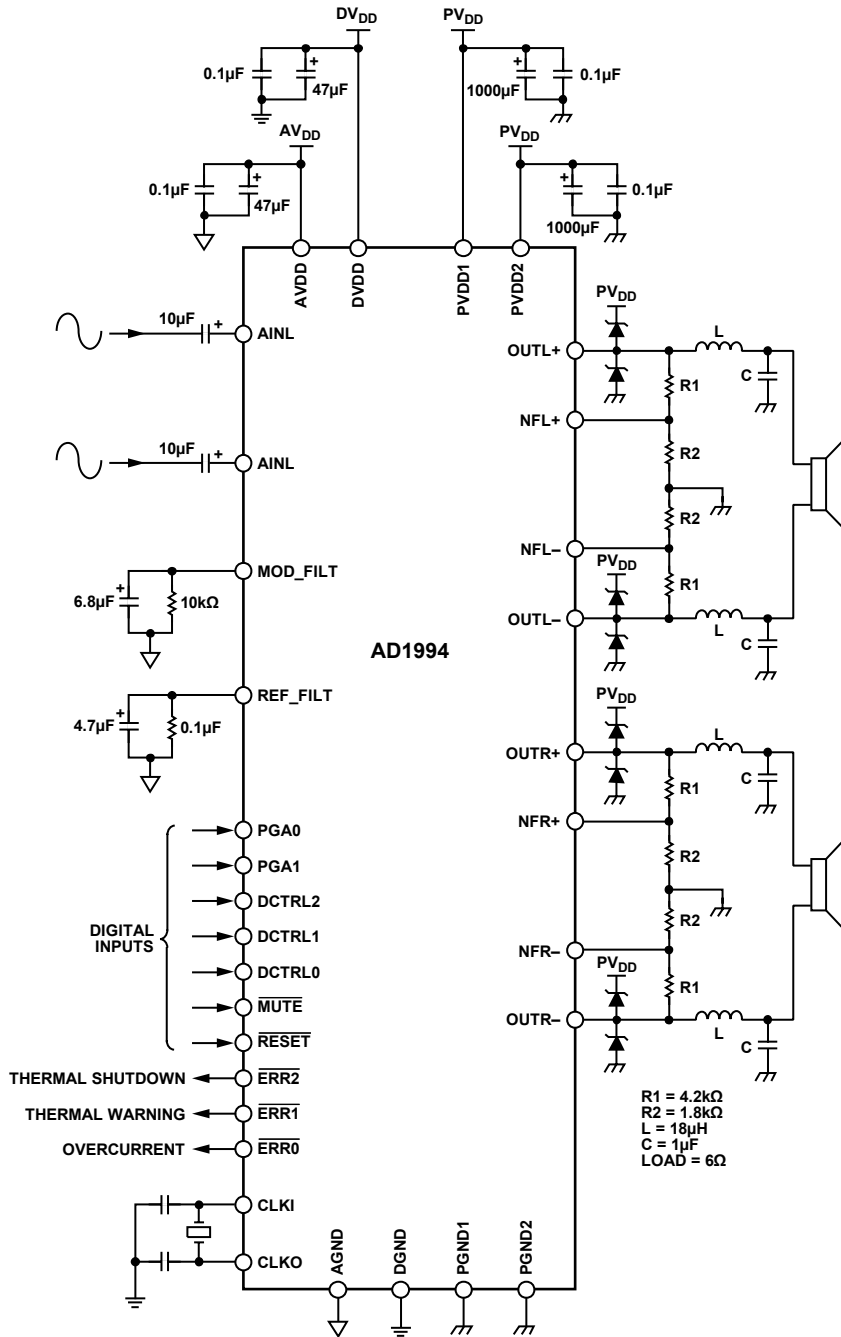 DVDD
PVDD
0.1µF
47µF
1000µF
0.1µF
AVDD
PVDD
0.1µF
47µF
1000µF
0.1µF
AVDD
DVDD
PVDD1
PVDD2
10µF
AINL
10µF
AINL
MOD_FILT
6.8µF
10kΩ
REF_FILT
4.7µF
0.1µF
DIGITAL
INPUTS
PGA0
PGA1
DCTRL2
DCTRL1
DCTRL0
MUTE
RESET
THERMAL SHUTDOWN
ERR2
THERMAL WARNING
ERR1
OVERCURRENT
ERR0
CLKI
CLKO
AGND
DGND
PGND1
PGND2
AD1994
PVDD
OUTL+
L
C
R1
NFL+
R2
R2
NFL–
PVDD
R1
OUTL–
L
C
PVDD
OUTR+
L
C
R1
NFR+
R2
R2
NFR–
PVDD
R1
OUTR–
L
C
R1 = 4.2kΩ
R2 = 1.8kΩ
L = 18µH
C = 1µF
LOAD = 6Ω